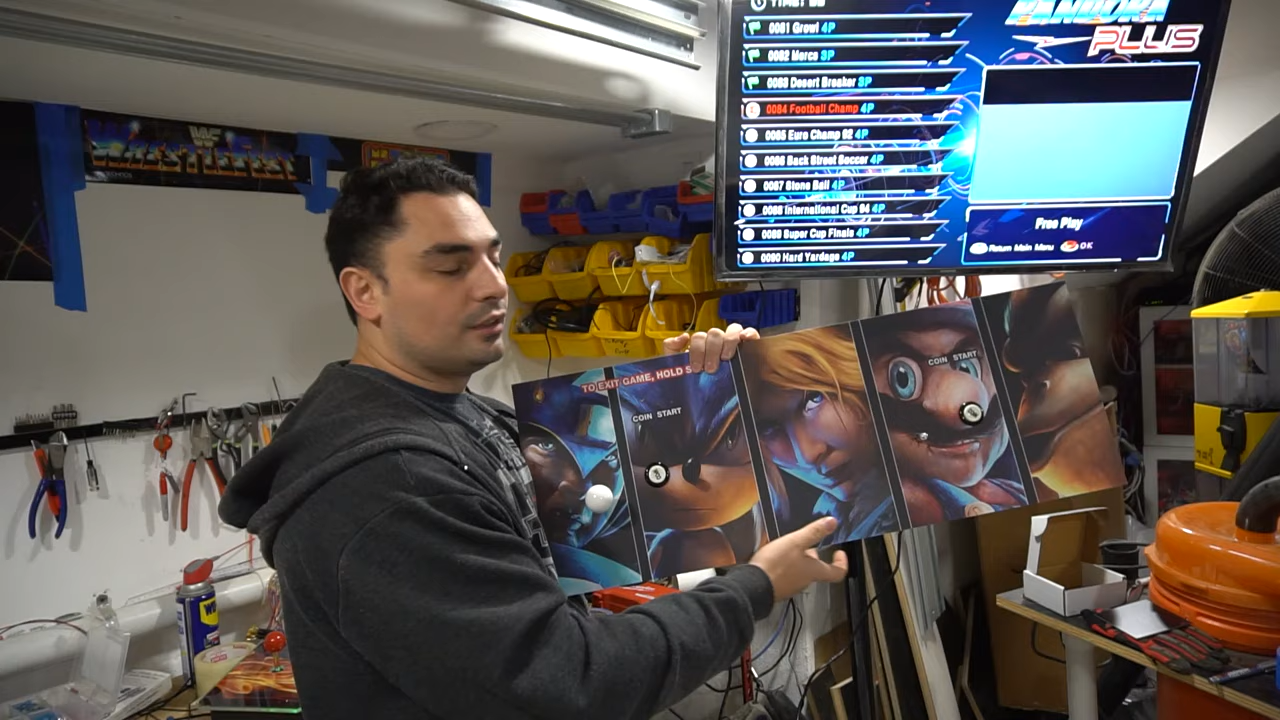 0081 Growl 4P
0082 Mercs 3P
0083 Desert Breaker 3P
0084 Football Champ 4P
0085 Euro Champ 92 4P
0086 Back Street Soccer 4P
0087 Stone Ball 4P
0088 International Cup 94 4P
0089 Super Cup Finals 4P
0090 Hard Yardage 4P
PANDORA
PLUS
Free Play
Return Main Menu OK
WF
WRESTLEFEST
TO EXIT GAME, HOLD S
COIN START
COIN START
WD